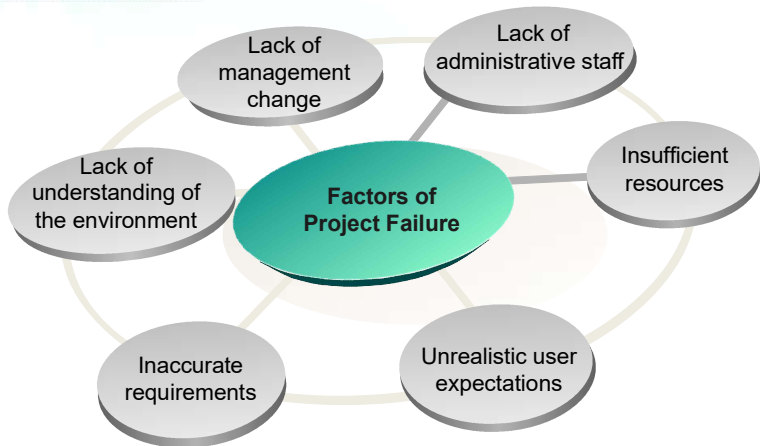 Lack of
management
change
Lack of
administrative staff
Insufficient
resources
Lack of
understanding of
the environment
Factors of
Project Failure
Inaccurate
requirements
Unrealistic user
expectations